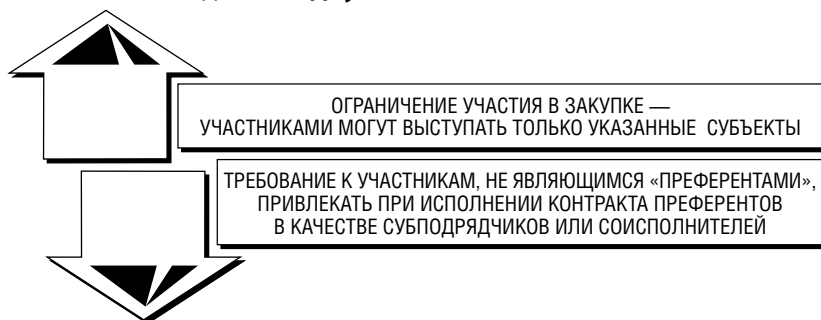 ОГРАНИЧЕНИЕ УЧАСТИЯ В ЗАКУПКЕ —
УЧАСТНИКАМИ МОГУТ ВЫСТУПАТЬ ТОЛЬКО УКАЗАННЫЕ СУБЪЕКТЫ
ТРЕБОВАНИЕ К УЧАСТНИКАМ, НЕ ЯВЛЯЮЩИМСЯ «ПРЕФЕРЕНТАМИ»,
ПРИВЛЕКАТЬ ПРИ ИСПОЛНЕНИИ КОНТРАКТА ПРЕФЕРЕНТОВ
В КАЧЕСТВЕ СУБПОДРЯДЧИКОВ ИЛИ СОИСПОЛНИТЕЛЕЙ